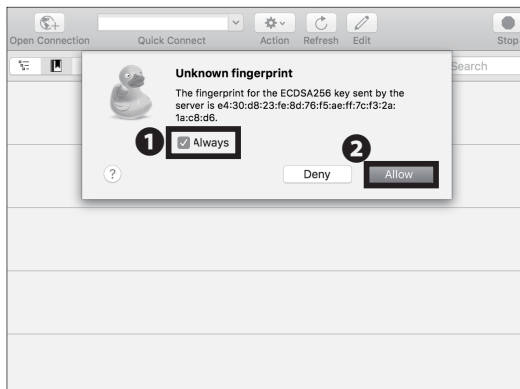 Open Connection
Quick Connect
Action
Refresh
Edit
Stop
Search
Unknown fingerprint
The fingerprint for the ECDSA256 key sent by the
server is e4:30:d8:23:fe:8d:76:f5:ae:ff:7c:f3:2a:
1a:c8:d6.
1
Always
2
?
Deny
Allow